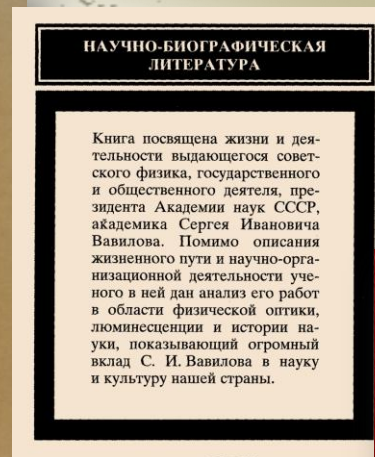 НАУЧНО-БИОГРАФИЧЕСКАЯ
ЛИТЕРАТУРА
Книга посвящена жизни и дея-
тельности выдающегося совет-
ского физика, государственного
и общественного деятеля, пре-
зидента Академии наук СССР,
академика Сергея Ивановича
Вавилова. Помимо описания
жизненного пути и научно-орга-
низационной деятельности уче-
ного в ней дан анализ его работ
в области физической оптики,
люминесценции и истории на-
уки, показывающий огромный
вклад С. И. Вавилова в науку
и культуру нашей страны.